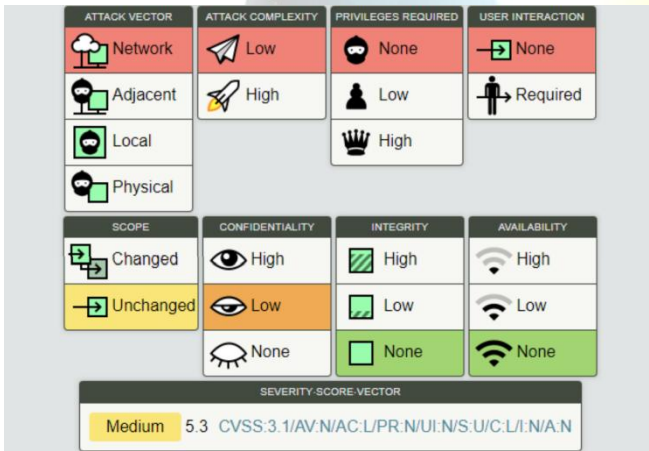 ATTACK VECTOR ATTACK COMPLEXITY PRIVILEGES REQUIRED USER INTERACTION
Network Low None None
Adjacent High Low Required
Local High
Physical
SCOPE CONFIDENTIALITY INTEGRITY AVAILABILITY
Changed High High High
Unchanged Low Low Low
None None None
SEVERITY·SCORE·VECTOR
Medium 5.3 CVSS:3.1/AV:N/AC:L/PR:N/UI:N/S:U/C:L/I:N/A:N